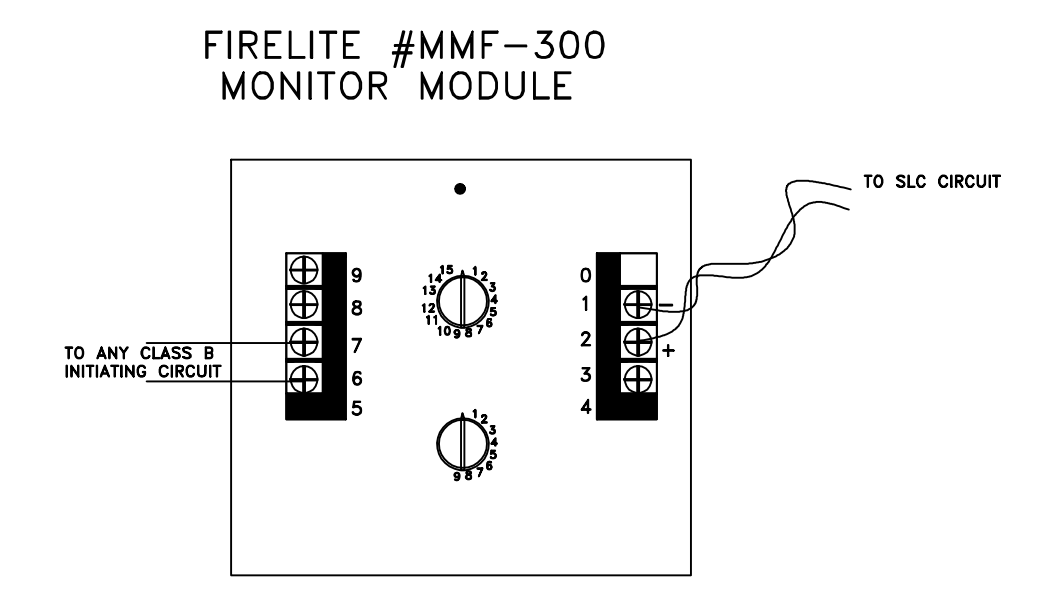 FIRELITE #MMF-300
MONITOR MODULE
TO SLC CIRCUIT
TO ANY CLASS B
INITIATING CIRCUIT
9
8
7
6
5
15 1
14 2
13 3
12 4
11 5
10 9 8 7 6
1
2
3
4
5
9 8 7 6
0
1 -
2 +
3
4